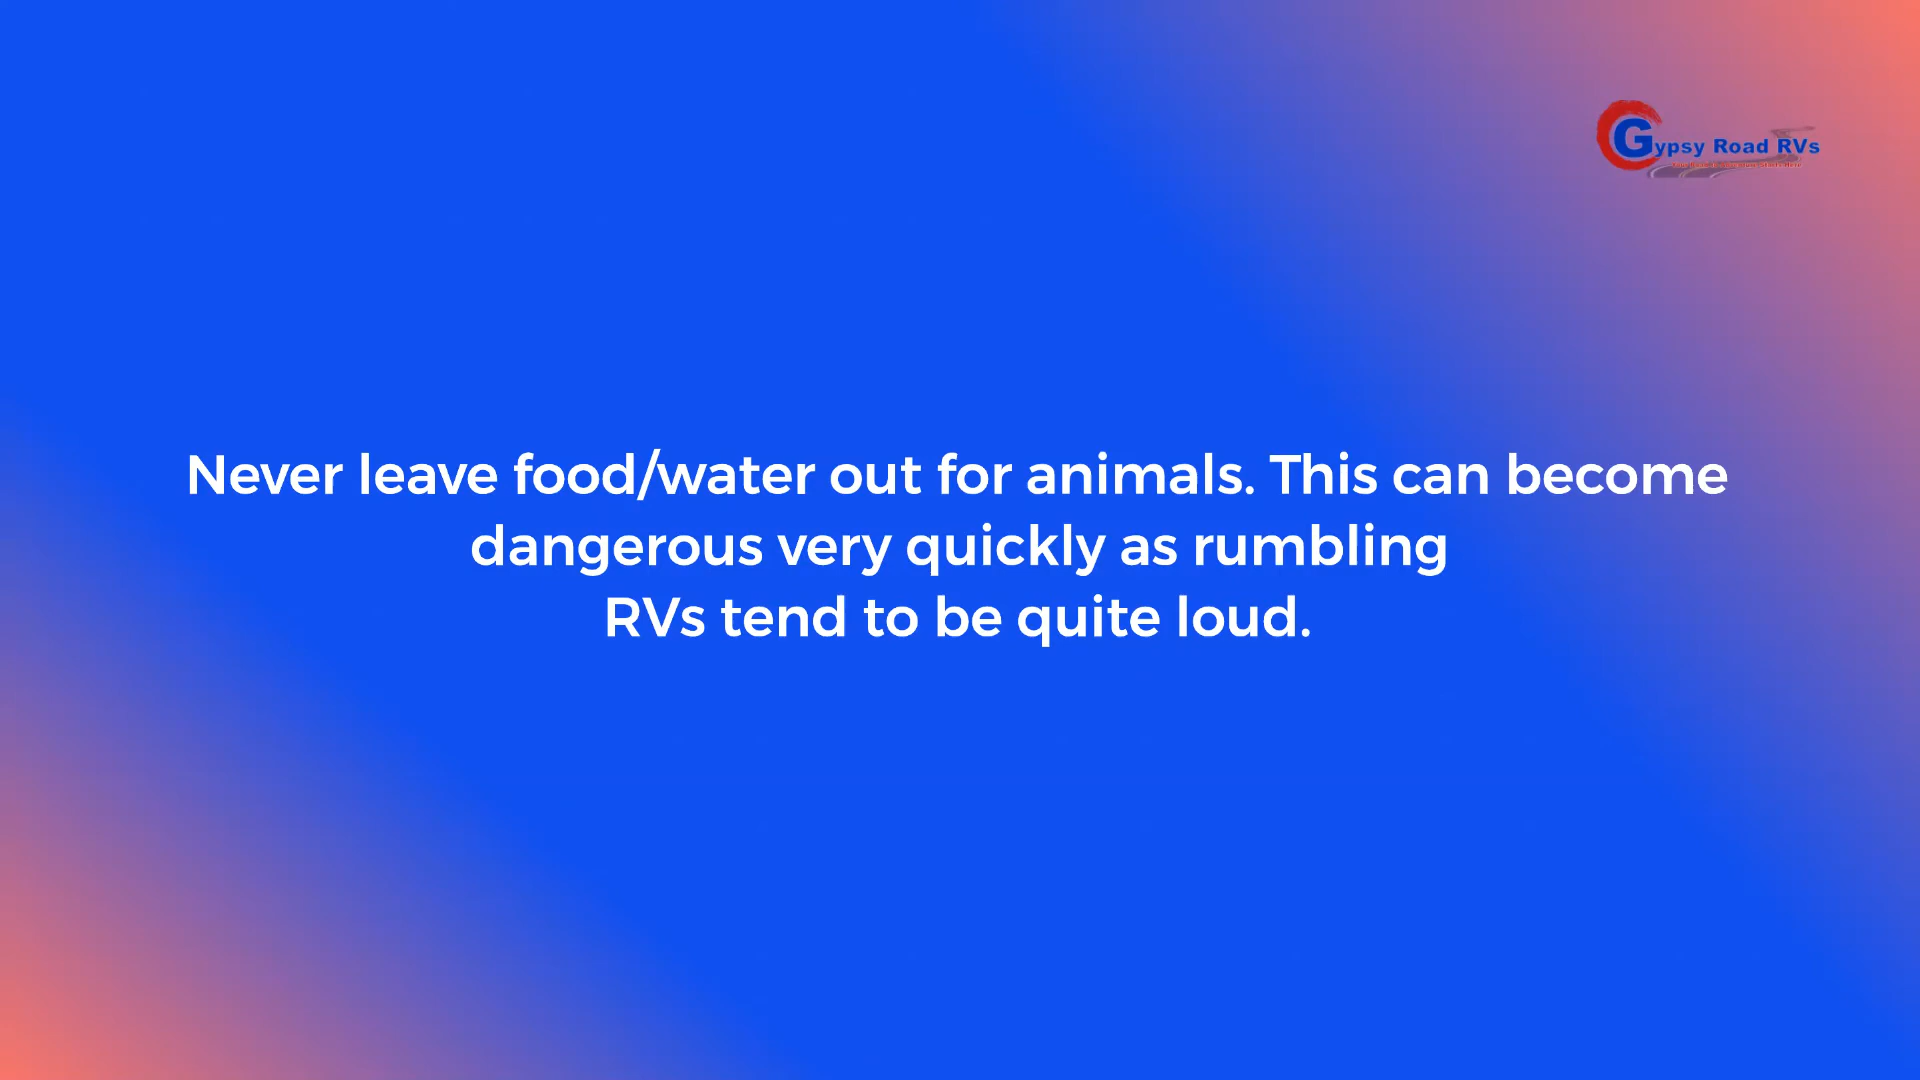 Gypsy Road RVs
Never leave food/water out for animals. This can become
dangerous very quickly as rumbling
RVs tend to be quite loud.